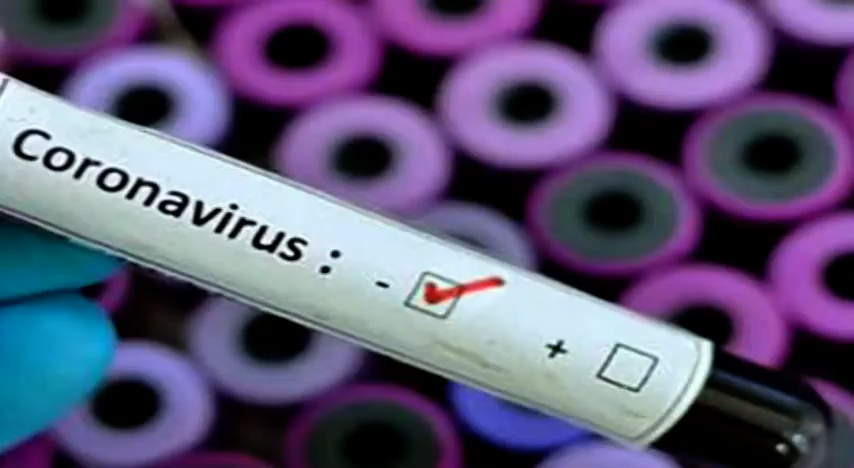 Coronavirus : - ☑ + ☐